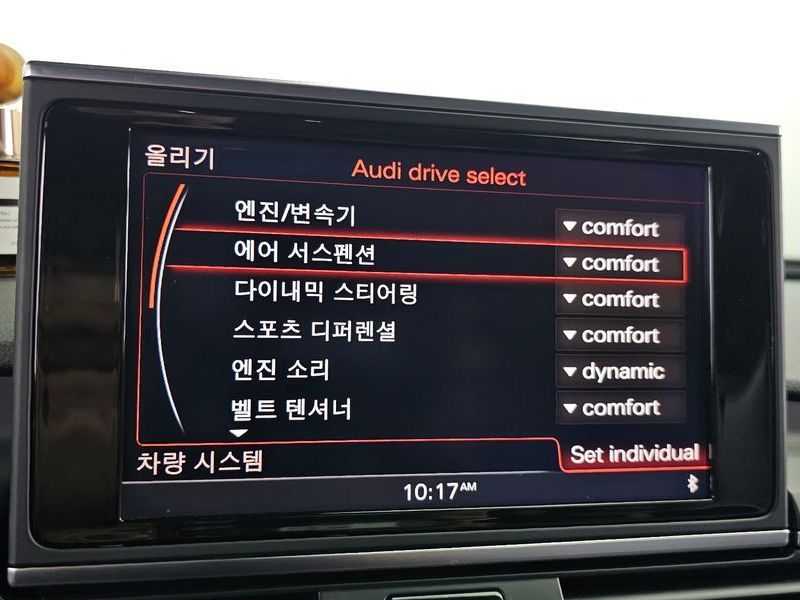 올리기
Audi drive select
엔진/변속기 ▼ comfort
에어 서스펜션 ▼ comfort
다이내믹 스티어링 ▼ comfort
스포츠 디퍼렌셜 ▼ comfort
엔진 소리 ▼ dynamic
벨트 텐셔너 ▼ comfort
차량 시스템 Set individual
10:17AM